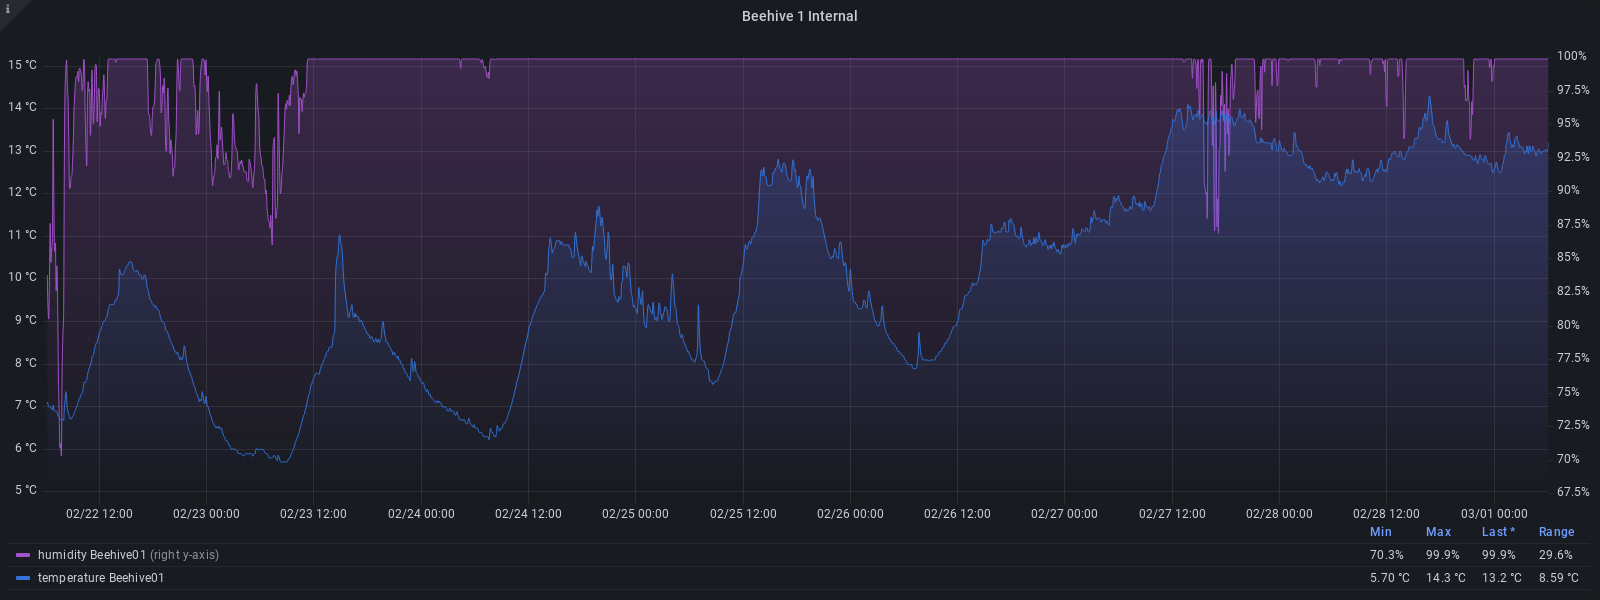 i
Beehive 1 Internal
15 °C
14 °C
13 °C
12 °C
11 °C
10 °C
9 °C
8 °C
7 °C
6 °C
5 °C
100%
97.5%
95%
92.5%
90%
87.5%
85%
82.5%
80%
77.5%
75%
72.5%
70%
67.5%
02/22 12:00 02/23 00:00 02/23 12:00 02/24 00:00 02/24 12:00 02/25 00:00 02/25 12:00 02/26 00:00 02/26 12:00 02/27 00:00 02/27 12:00 02/28 00:00 02/28 12:00 03/01 00:00
Min Max Last * Range
humidity Beehive01 (right y-axis) 70.3% 99.9% 99.9% 29.6%
temperature Beehive01 5.70 °C 14.3 °C 13.2 °C 8.59 °C